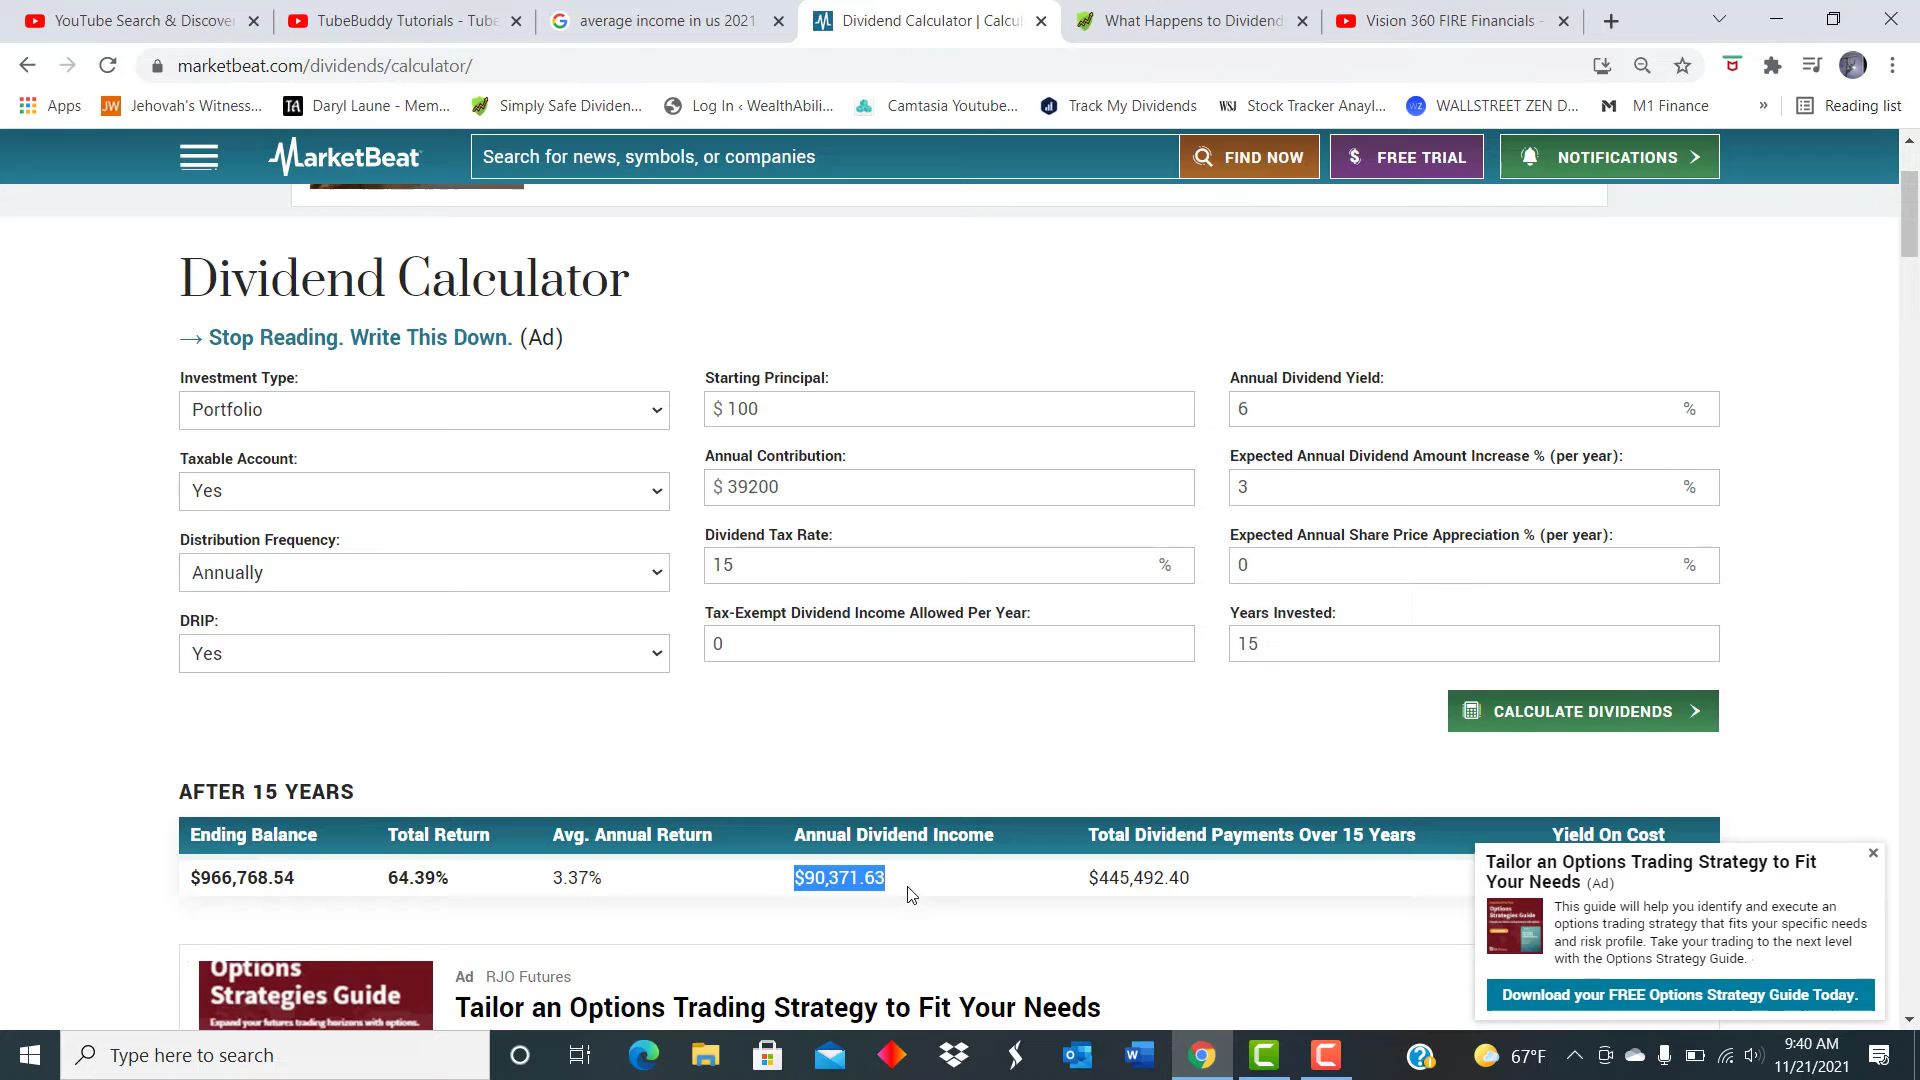 YouTube Search & Discover
TubeBuddy Tutorials - Tube
average income in us 2021
Dividend Calculator | Calcul
What Happens to Dividend
Vision 360 FIRE Financials -
marketbeat.com/dividends/calculator/
Apps
Jehovah's Witness...
Daryl Laune - Mem...
Simply Safe Dividen...
Log In ‹ WealthAbili...
Camtasia Youtube...
Track My Dividends
WSJ Stock Tracker Anayl...
WALLSTREET ZEN D...
M1 Finance
»
Reading list
MarketBeat
Search for news, symbols, or companies
FIND NOW
$ FREE TRIAL
NOTIFICATIONS
Dividend Calculator
→ Stop Reading. Write This Down. (Ad)
Investment Type:
Portfolio
Starting Principal:
$ 100
Annual Dividend Yield:
6 %
Taxable Account:
Yes
Annual Contribution:
$ 39200
Expected Annual Dividend Amount Increase % (per year):
3 %
Distribution Frequency:
Annually
Dividend Tax Rate:
15 %
Expected Annual Share Price Appreciation % (per year):
0 %
DRIP:
Yes
Tax-Exempt Dividend Income Allowed Per Year:
0
Years Invested:
15
CALCULATE DIVIDENDS
AFTER 15 YEARS
Ending Balance Total Return Avg. Annual Return Annual Dividend Income Total Dividend Payments Over 15 Years Yield On Cost
$966,768.54 64.39% 3.37% $90,371.63 $445,492.40
Tailor an Options Trading Strategy to Fit
Your Needs (Ad)
Options
Strategies Guide
This guide will help you identify and execute an
options trading strategy that fits your specific needs
and risk profile. Take your trading to the next level
with the Options Strategy Guide.
Download your FREE Options Strategy Guide Today.
Options
Strategies Guide
Expand your futures trading horizons with options.
Ad RJO Futures
Tailor an Options Trading Strategy to Fit Your Needs
Type here to search
67°F
9:40 AM
11/21/2021